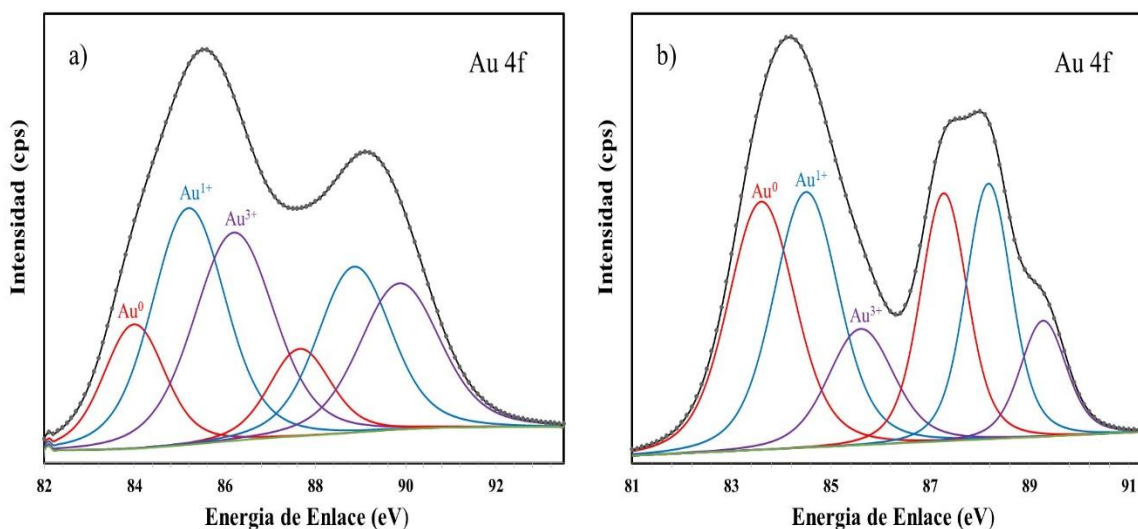 a)
Au 4f
Au⁰
Au¹⁺
Au³⁺
Intensidad (cps)
82 84 86 88 90 92
Energia de Enlace (eV)
b)
Au 4f
Au⁰
Au¹⁺
Au³⁺
Intensidad (cps)
81 83 85 87 89 91
Energia de Enlace (eV)